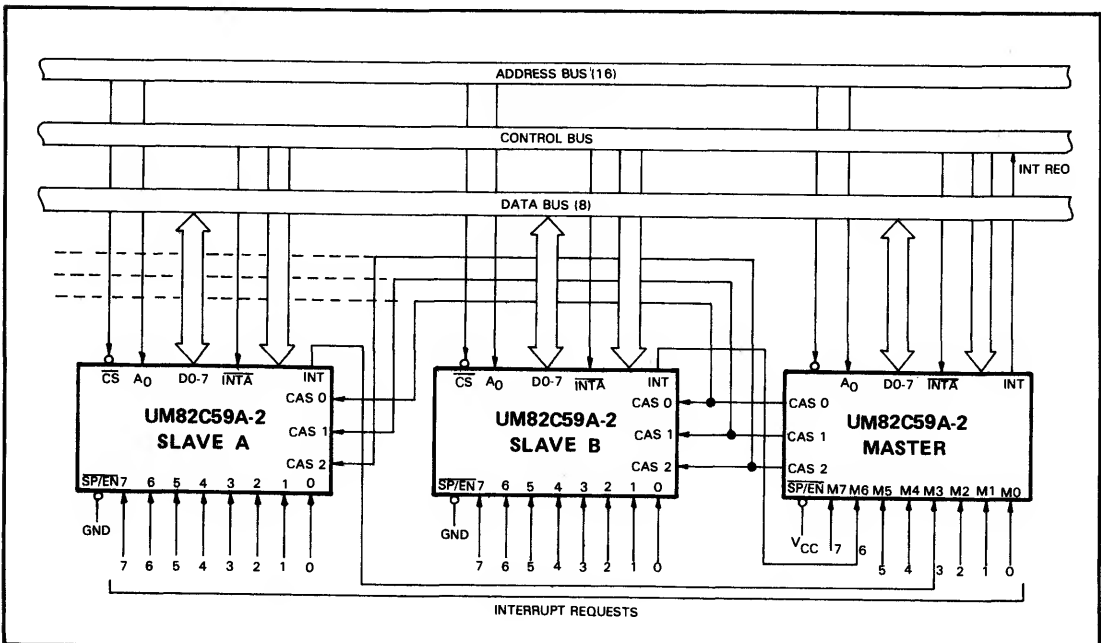 ADDRESS BUS (16)
CONTROL BUS
INT REO
DATA BUS (8)
CS A0 D0-7 INTA INT
CAS 0
UM82C59A-2
CAS 1
SLAVE A
CAS 2
SP/EN 7 6 5 4 3 2 1 0
GND
7 6 5 4 3 2 1 0
CS A0 D0-7 INTA INT
CAS 0
UM82C59A-2
CAS 1
SLAVE B
CAS 2
SP/EN 7 6 5 4 3 2 1 0
GND
7 6 5 4 3 2 1 0
A0 D0-7 INTA INT
CAS 0
UM82C59A-2
CAS 1
MASTER
CAS 2
SP/EN M7 M6 M5 M4 M3 M2 M1 M0
VCC 7 6 5 4 3 2 1 0
INTERRUPT REQUESTS